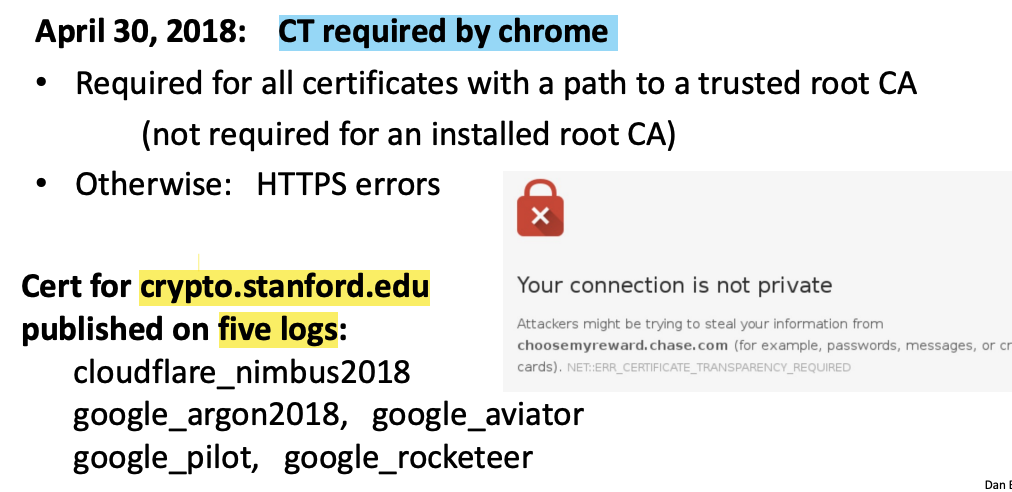 April 30, 2018: CT required by chrome
• Required for all certificates with a path to a trusted root CA
(not required for an installed root CA)
• Otherwise: HTTPS errors
Your connection is not private
Attackers might be trying to steal your information from
choosemyreward.chase.com (for example, passwords, messages, or cr
cards). NET::ERR_CERTIFICATE_TRANSPARENCY_REQUIRED
Cert for crypto.stanford.edu
published on five logs:
cloudflare_nimbus2018
google_argon2018, google_aviator
google_pilot, google_rocketeer
Dan